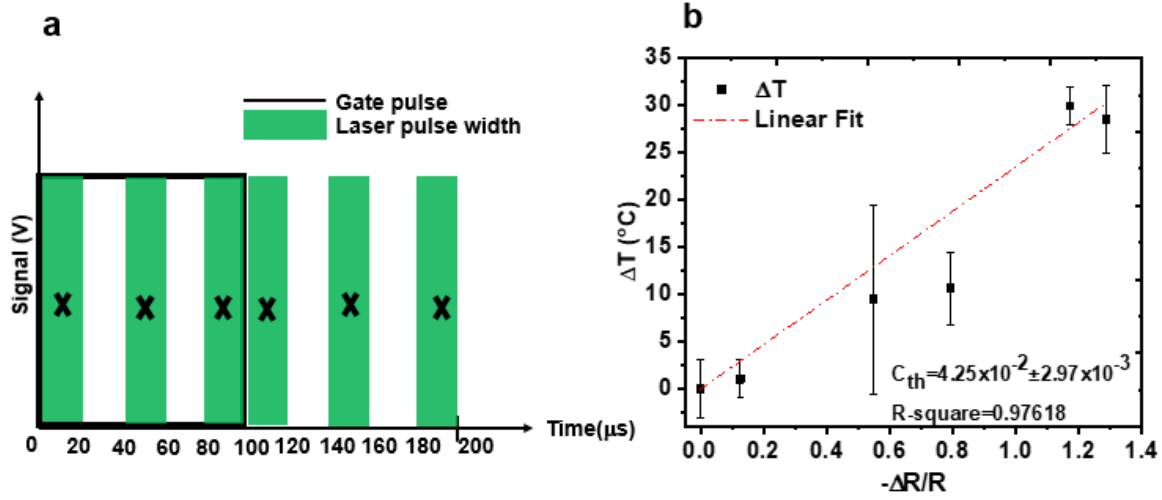 a
Signal (V)
Gate pulse
Laser pulse width
X X X X X X
0 20 40 60 80 100 120 140 160 180 200
Time(μs)
b
ΔT (°C)
35
30
25
20
15
10
5
0
ΔT
Linear Fit
C_th=4.25x10⁻²±2.97x10⁻³
R-square=0.97618
0.0 0.2 0.4 0.6 0.8 1.0 1.2 1.4
-ΔR/R